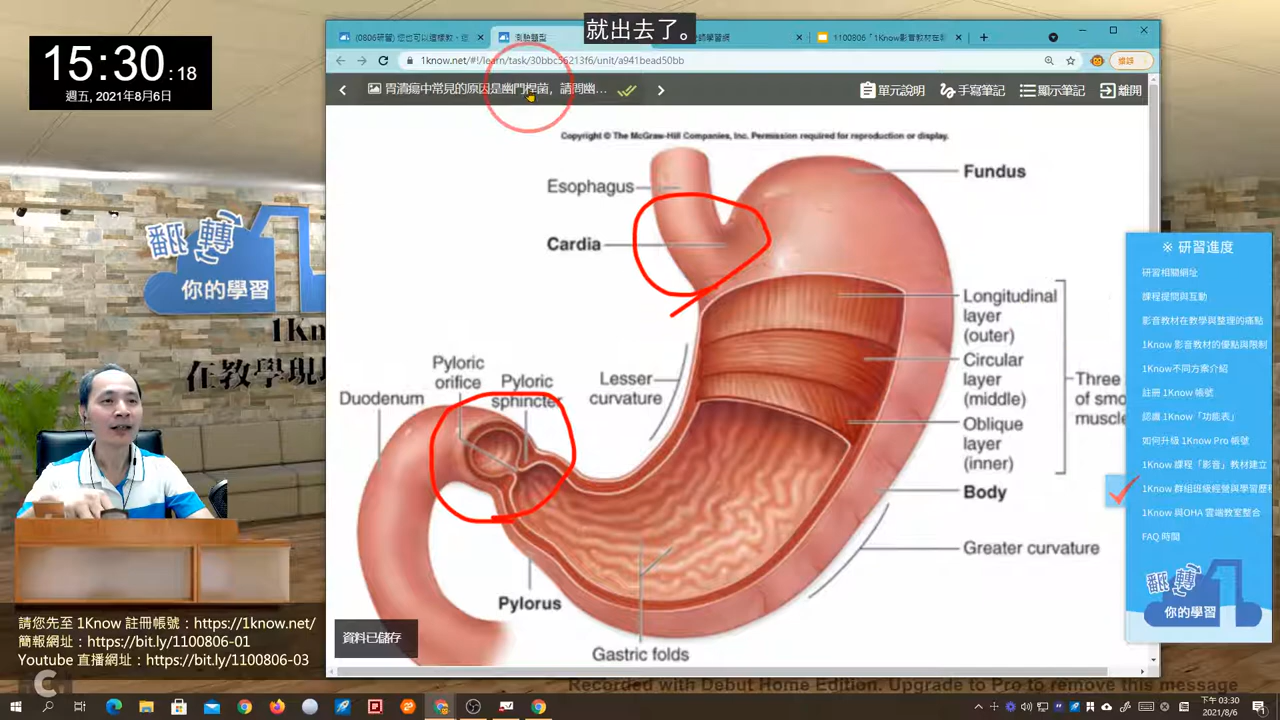 就出去了。
15:30:18
週五, 2021年8月6日
(0806研習) 您也可以這樣教、您
測驗題型
師學習網
1100806「1Know影音教材在
1know.net/#!/learn/task/30bbc56213f6/unit/a941bead50bb
胃潰瘍中常見的原因是幽門桿菌，請問幽...
單元說明
手寫筆記
顯示筆記
離開
Copyright © The McGraw-Hill Companies, Inc. Permission required for reproduction or display.
Esophagus
Fundus
Cardia
Longitudinal
layer
(outer)
Circular
layer
(middle)
Oblique
layer
(inner)
Three
of smo
muscle
Pyloric
orifice
Pyloric
sphincter
Duodenum
Lesser
curvature
Body
Greater curvature
Pylorus
Gastric folds
資料已儲存
翻轉
你的學習
1Kn
在教學現
※ 研習進度
研習相關網址
課程提問與互動
影音教材在教學與整理的痛點
1Know 影音教材的優點與限制
1Know不同方案介紹
註冊 1Know 帳號
認識 1Know「功能表」
如何升級 1Know Pro 帳號
1Know 課程「影音」教材建立
1Know 群組班級經營與學習歷程
1Know 與OHA 雲端教室整合
FAQ 時間
翻轉
你的學習
請您先至 1Know 註冊帳號：https://1know.net/
簡報網址：https://bit.ly/1100806-01
Youtube 直播網址：https://bit.ly/1100806-03
Recorded with Debut Home Edition. Upgrade to Pro to remove this message
下午 03:30
2021/8/6